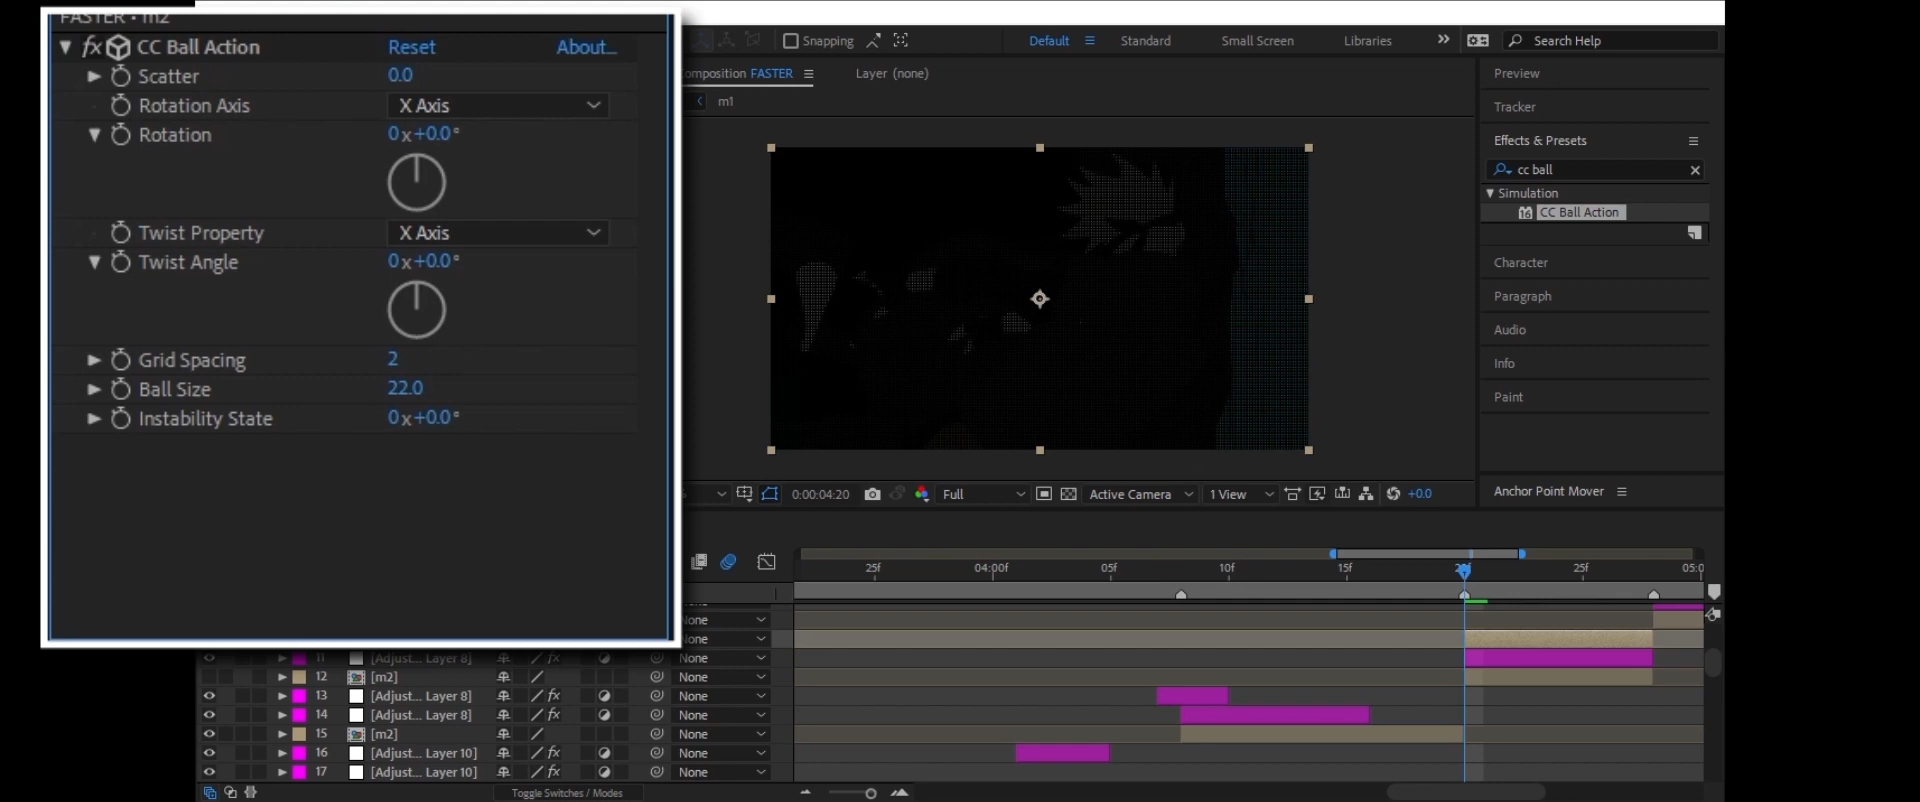 FASTER • m2
fx CC Ball Action Reset About...
Scatter 0.0
Rotation Axis X Axis
Rotation 0x+0.0°
Twist Property X Axis
Twist Angle 0x+0.0°
Grid Spacing 2
Ball Size 22.0
Instability State 0x+0.0°
Snapping Default Standard Small Screen Libraries » Search Help
omposition FASTER Layer (none)
m1
Preview
Tracker
Effects & Presets
cc ball
Simulation
CC Ball Action
Character
Paragraph
Audio
Info
Paint
0:00:04:20 Full Active Camera 1 View +0.0
Anchor Point Mover
25f 04:00f 05f 10f 15f 25f 05:0
None
None
11 [Adjust... Layer 8] fx None
12 [m2] None
13 [Adjust... Layer 8] fx None
14 [Adjust... Layer 8] fx None
15 [m2] None
16 [Adjust... Layer 10] fx None
17 [Adjust... Layer 10] fx None
Toggle Switches / Modes